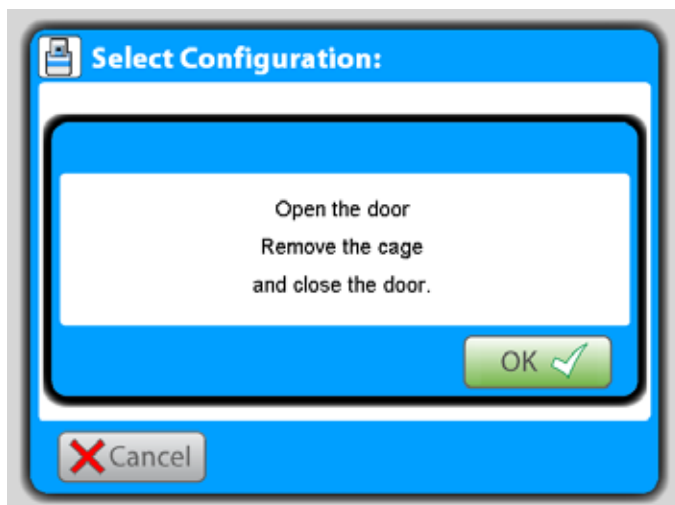 Select Configuration:
Open the door
Remove the cage
and close the door.
OK
Cancel